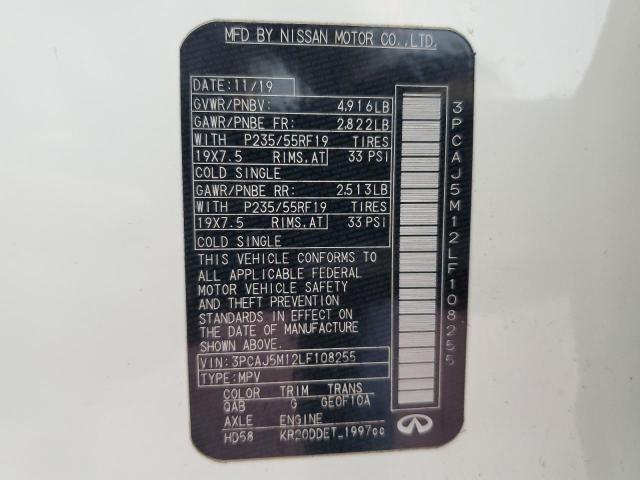 MFD BY NISSAN MOTOR CO.,LTD.
DATE: 11/19
GVWR/PNBV: 4,916LB
GAWR/PNBE FR: 2,822LB
WITH P235/55RF19 TIRES
19X7.5 RIMS,AT 33 PSI
COLD SINGLE
GAWR/PNBE RR: 2,513LB
WITH P235/55RF19 TIRES
19X7.5 RIMS,AT 33 PSI
COLD SINGLE
THIS VEHICLE CONFORMS TO
ALL APPLICABLE FEDERAL
MOTOR VEHICLE SAFETY
AND THEFT PREVENTION
STANDARDS IN EFFECT ON
THE DATE OF MANUFACTURE
SHOWN ABOVE.
VIN: 3PCAJ5M12LF108255
TYPE: MPV
COLOR TRIM TRANS
QAB G GE0F10A
AXLE ENGINE
HD58 KR20DDET_1997cc
3PCAJ5M12LF108255